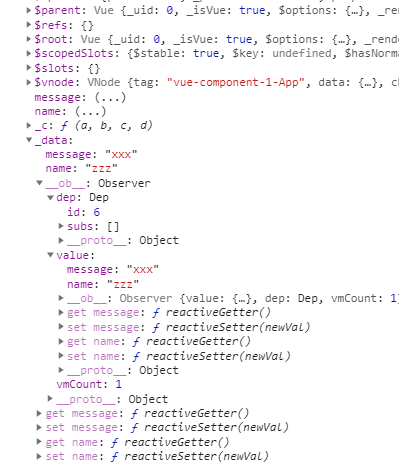 $parent: Vue {_uid: 0, _isVue: true, $options: {…}, _rende
$refs: {}
$root: Vue {_uid: 0, _isVue: true, $options: {…}, _rende
$scopedSlots: {$stable: true, $key: undefined, $hasNorma
$slots: {}
$vnode: VNode {tag: "vue-component-1-App", data: {…}, ch
message: (...)
name: (...)
_c: ƒ (a, b, c, d)
_data:
message: "xxx"
name: "zzz"
__ob__: Observer
dep: Dep
id: 6
subs: []
__proto__: Object
value:
message: "xxx"
name: "zzz"
__ob__: Observer {value: {…}, dep: Dep, vmCount: 1}
get message: ƒ reactiveGetter()
set message: ƒ reactiveSetter(newVal)
get name: ƒ reactiveGetter()
set name: ƒ reactiveSetter(newVal)
__proto__: Object
vmCount: 1
__proto__: Object
get message: ƒ reactiveGetter()
set message: ƒ reactiveSetter(newVal)
get name: ƒ reactiveGetter()
set name: ƒ reactiveSetter(newVal)